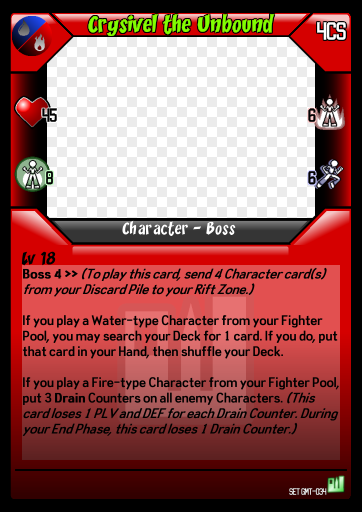 Crysivel the Unbound
4CS
45
6
8
6
Character - Boss
Lv 18
Boss 4 >> (To play this card, send 4 Character card(s)
from your Discard Pile to your Rift Zone.)
If you play a Water-type Character from your Fighter
Pool, you may search your Deck for 1 card. If you do, put
that card in your Hand, then shuffle your Deck.
If you play a Fire-type Character from your Fighter Pool,
put 3 Drain Counters on all enemy Characters. (This
card loses 1 PLV and DEF for each Drain Counter. During
your End Phase, this card loses 1 Drain Counter.)
SET GMT-034